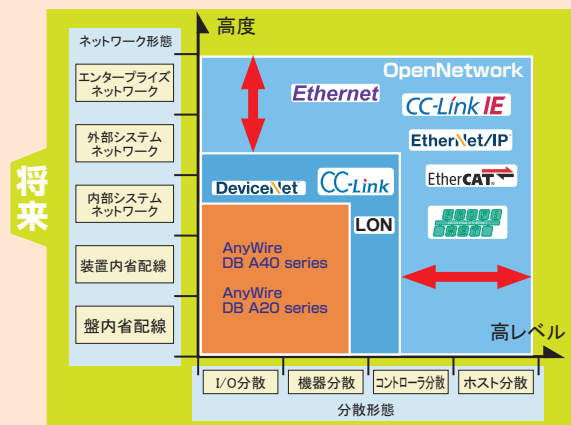 高度
ネットワーク形態
エンタープライズ
ネットワーク
外部システム
ネットワーク
内部システム
ネットワーク
装置内省配線
盤内省配線
将来
OpenNetwork
Ethernet
CC-Link IE
EtherNet/IP
EtherCAT
DeviceNet
CC-Link
LON
AnyWire
DB A40 series
AnyWire
DB A20 series
高レベル
I/O分散
機器分散
コントローラ分散
ホスト分散
分散形態